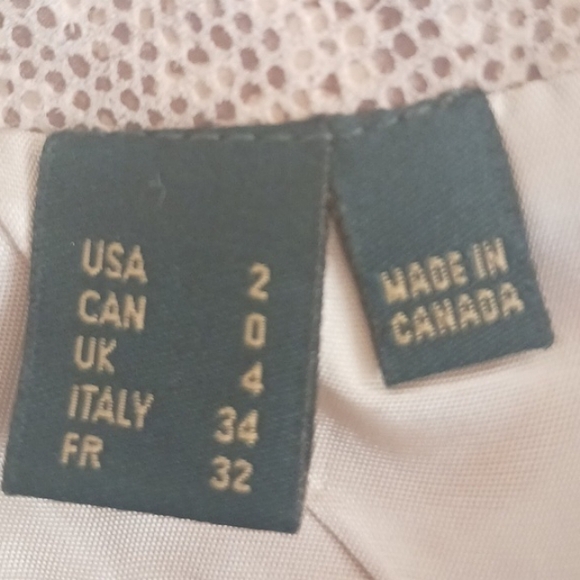 USA 2
CAN 0
UK 4
ITALY 34
FR 32
MADE IN
CANADA